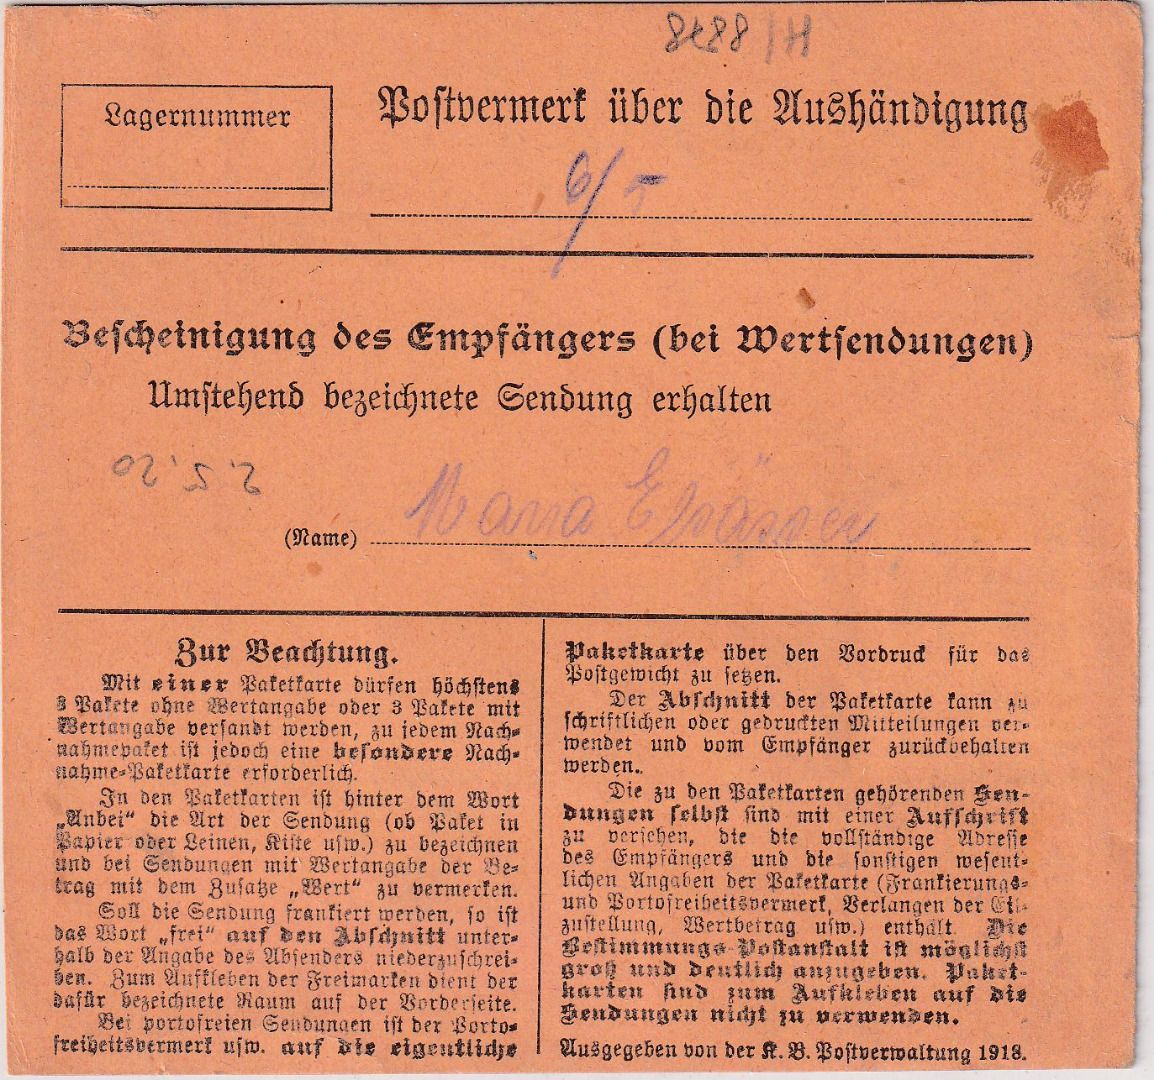 8888/H
Lagernummer
Postvermerk über die Aushändigung
6/5
Bescheinigung des Empfängers (bei Wertsendungen)
Umstehend bezeichnete Sendung erhalten
2.5.20
(Name) Maria Elsässer
Zur Beachtung.
Mit einer Paketkarte dürfen höchstens
3 Pakete ohne Wertangabe oder 3 Pakete mit
Wertangabe versandt werden, zu jedem Nach-
nahmepaket ist jedoch eine besondere Nach-
nahme-Paketkarte erforderlich.
In den Paketkarten ist hinter dem Wort
„Anbei“ die Art der Sendung (ob Paket in
Papier oder Leinen, Kiste usw.) zu bezeichnen
und bei Sendungen mit Wertangabe der Be-
trag mit dem Zusatze „Wert“ zu vermerken.
Soll die Sendung frankiert werden, so ist
das Wort „frei“ auf den Abschnitt unter-
halb der Angabe des Absenders niederzuschrei-
ben. Zum Aufkleben der Freimarken dient der
dafür bezeichnete Raum auf der Vorderseite.
Bei portofreien Sendungen ist der Porto-
freiheitsvermerk usw. auf die eigentliche
Paketkarte über den Vordruck für das
Postgewicht zu setzen.
Der Abschnitt der Paketkarte kann zu
schriftlichen oder gedruckten Mitteilungen ver-
wendet und vom Empfänger zurückbehalten
werden.
Die zu den Paketkarten gehörenden Sen-
dungen selbst sind mit einer Aufschrift
zu versehen, die die vollständige Adresse
des Empfängers und die sonstigen wesent-
lichen Angaben der Paketkarte (Frankierungs-
und Portofreiheitsvermerk, Verlangen der Eil-
zustellung, Wertbetrag usw.) enthält. Die
Bestimmungs-Postanstalt ist möglichst
groß und deutlich anzugeben. Paket-
karten sind zum Aufkleben auf die
Sendungen nicht zu verwenden.
Ausgegeben von der K. B. Postverwaltung 1918.